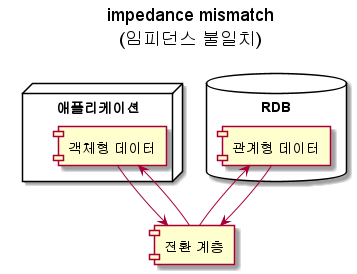 impedance mismatch
(임피던스 불일치)
애플리케이션
객체형 데이터
RDB
관계형 데이터
전환 계층